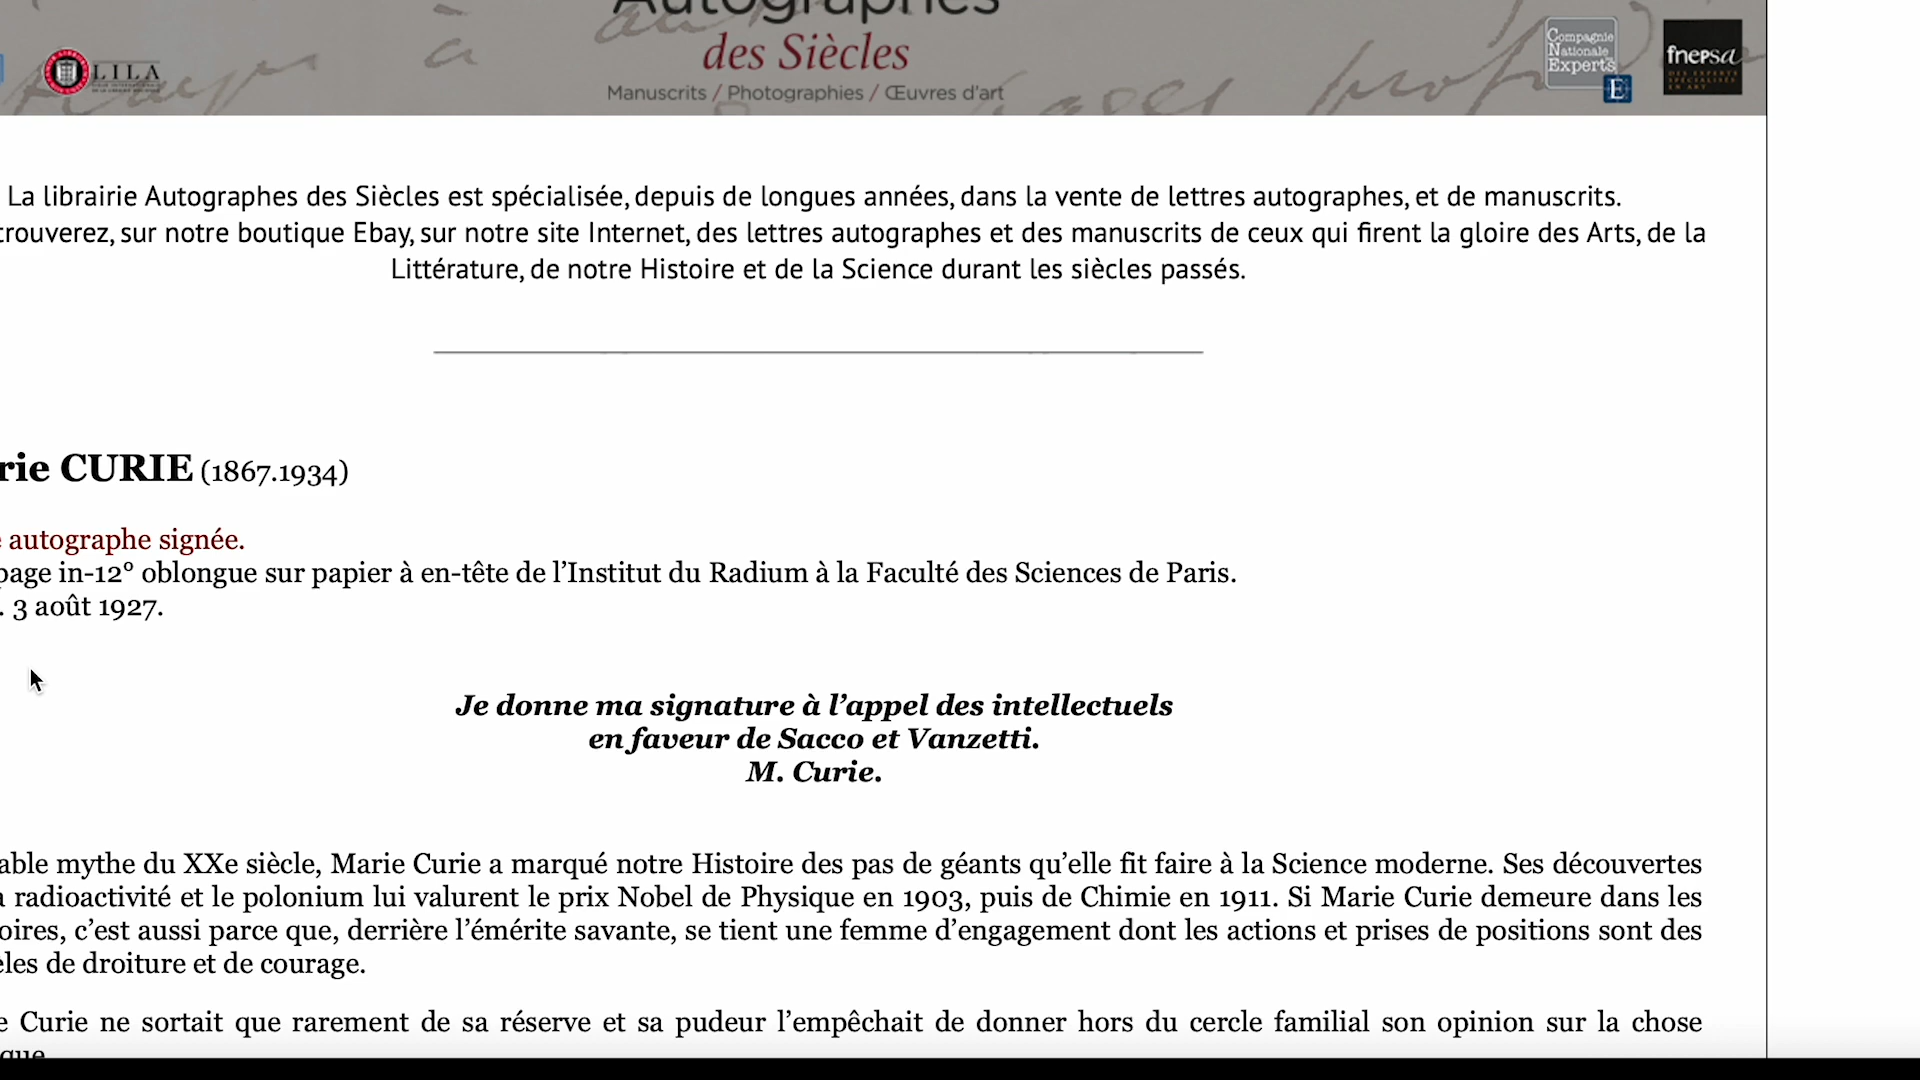 Autographes
des Siècles
Manuscrits / Photographies / Œuvres d'art
LILA
Compagnie
Nationale
Experts
E
fnepsa
DES EXPERTS
SPÉCIALISÉS
EN ART
La librairie Autographes des Siècles est spécialisée, depuis de longues années, dans la vente de lettres autographes, et de manuscrits.
trouverez, sur notre boutique Ebay, sur notre site Internet, des lettres autographes et des manuscrits de ceux qui firent la gloire des Arts, de la
Littérature, de notre Histoire et de la Science durant les siècles passés.
rie CURIE (1867.1934)
e autographe signée.
page in-12° oblongue sur papier à en-tête de l’Institut du Radium à la Faculté des Sciences de Paris.
. 3 août 1927.
Je donne ma signature à l’appel des intellectuels
en faveur de Sacco et Vanzetti.
M. Curie.
able mythe du XXe siècle, Marie Curie a marqué notre Histoire des pas de géants qu’elle fit faire à la Science moderne. Ses découvertes
a radioactivité et le polonium lui valurent le prix Nobel de Physique en 1903, puis de Chimie en 1911. Si Marie Curie demeure dans les
oires, c’est aussi parce que, derrière l’émérite savante, se tient une femme d’engagement dont les actions et prises de positions sont des
eles de droiture et de courage.
e Curie ne sortait que rarement de sa réserve et sa pudeur l’empêchait de donner hors du cercle familial son opinion sur la chose
que.